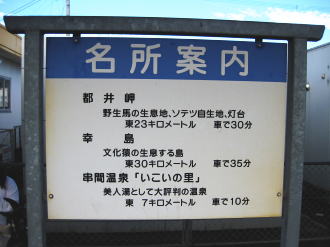 名所案内
都井岬
野生馬の生息地、ソテツ自生地、灯台
東23キロメートル 車で30分
幸島
文化猿の生息する島
東30キロメートル 車で35分
串間温泉「いこいの里」
美人湯として大評判の温泉
東 7キロメートル 車で10分